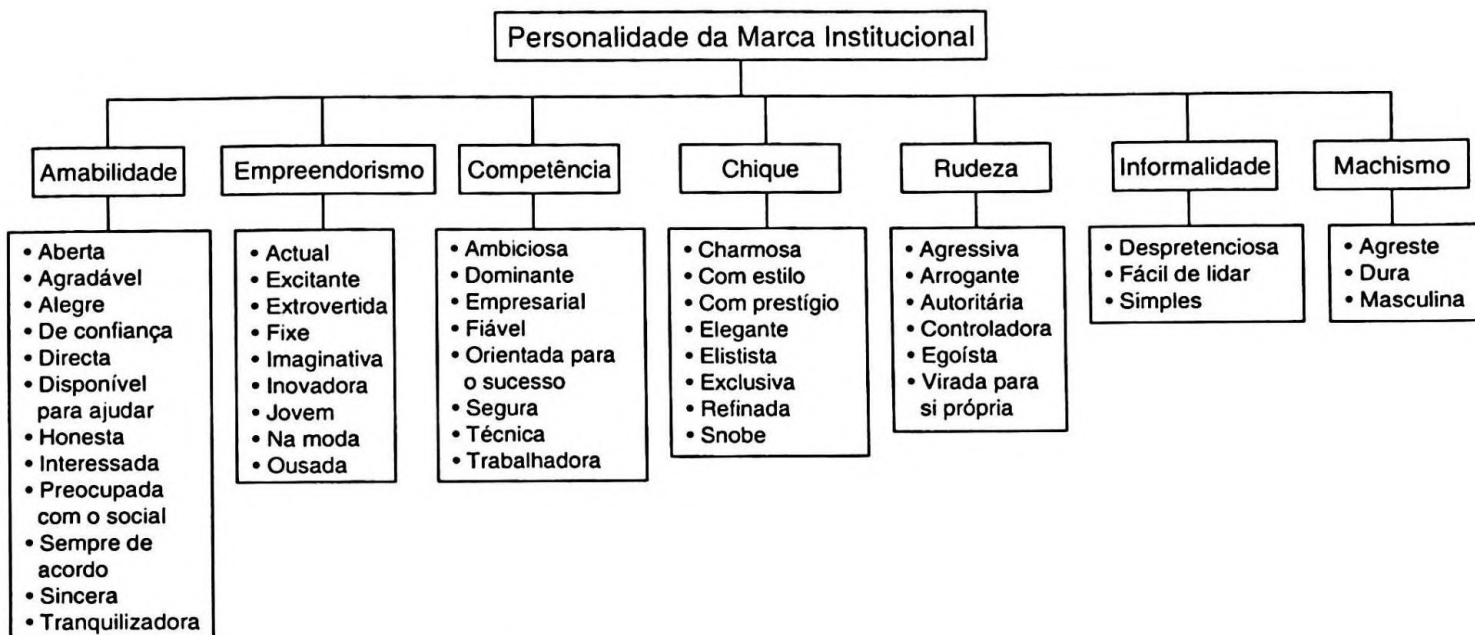 Personalidade da Marca Institucional
Amabilidade
• Aberta
• Agradável
• Alegre
• De confiança
• Directa
• Disponível
para ajudar
• Honesta
• Interessada
• Preocupada
com o social
• Sempre de
acordo
• Sincera
• Tranquilizadora
Empreendorismo
• Actual
• Excitante
• Extrovertida
• Fixe
• Imaginativa
• Inovadora
• Jovem
• Na moda
• Ousada
Competência
• Ambiciosa
• Dominante
• Empresarial
• Fiável
• Orientada para
o sucesso
• Segura
• Técnica
• Trabalhadora
Chique
• Charmosa
• Com estilo
• Com prestígio
• Elegante
• Elistista
• Exclusiva
• Refinada
• Snobe
Rudeza
• Agressiva
• Arrogante
• Autoritária
• Controladora
• Egoísta
• Virada para
si própria
Informalidade
• Despretenciosa
• Fácil de lidar
• Simples
Machismo
• Agreste
• Dura
• Masculina